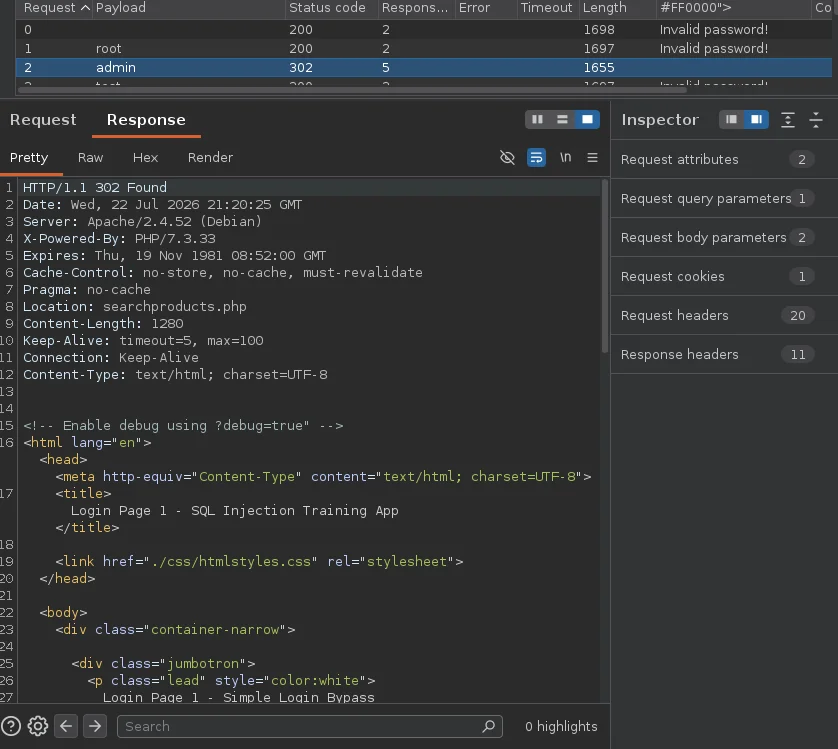 Request Payload Status code Respons... Error Timeout Length #FF0000"> Co
0 200 2 1698 Invalid password!
1 root 200 2 1697 Invalid password!
2 admin 302 5 1655
Request Response Inspector
Pretty Raw Hex Render \n
1 HTTP/1.1 302 Found
2 Date: Wed, 22 Jul 2026 21:20:25 GMT
3 Server: Apache/2.4.52 (Debian)
4 X-Powered-By: PHP/7.3.33
5 Expires: Thu, 19 Nov 1981 08:52:00 GMT
6 Cache-Control: no-store, no-cache, must-revalidate
7 Pragma: no-cache
8 Location: searchproducts.php
9 Content-Length: 1280
10 Keep-Alive: timeout=5, max=100
11 Connection: Keep-Alive
12 Content-Type: text/html; charset=UTF-8
13
14
15 <!-- Enable debug using ?debug=true" -->
16 <html lang="en">
<head>
<meta http-equiv="Content-Type" content="text/html; charset=UTF-8">
17 <title>
Login Page 1 - SQL Injection Training App
</title>
18
19 <link href="./css/htmlstyles.css" rel="stylesheet">
20 </head>
21
22 <body>
23 <div class="container-narrow">
24
25 <div class="jumbotron">
26 <p class="lead" style="color:white">
27 Login Page 1 - Simple Login Bypass
Request attributes 2
Request query parameters 1
Request body parameters 2
Request cookies 1
Request headers 20
Response headers 11
Search 0 highlights